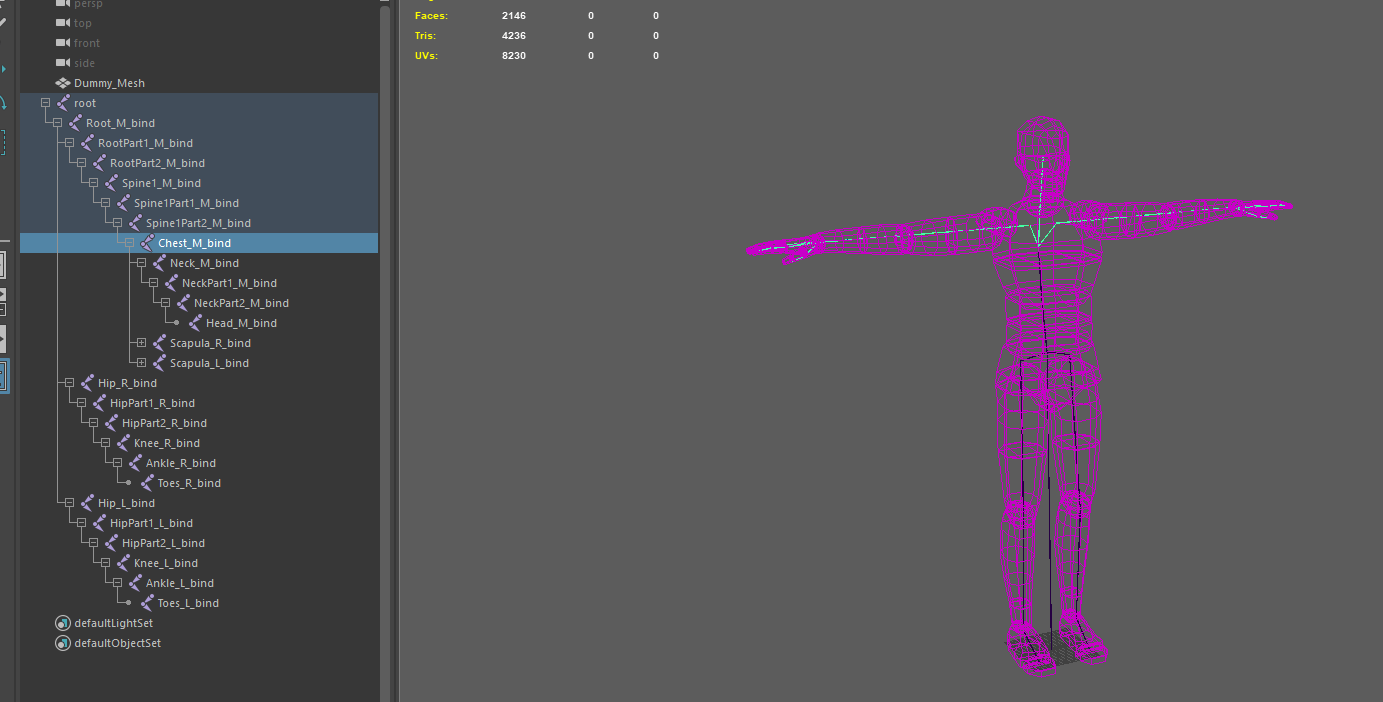 persp
top
front
side
Dummy_Mesh
root
Root_M_bind
RootPart1_M_bind
RootPart2_M_bind
Spine1_M_bind
Spine1Part1_M_bind
Spine1Part2_M_bind
Chest_M_bind
Neck_M_bind
NeckPart1_M_bind
NeckPart2_M_bind
Head_M_bind
Scapula_R_bind
Scapula_L_bind
Hip_R_bind
HipPart1_R_bind
HipPart2_R_bind
Knee_R_bind
Ankle_R_bind
Toes_R_bind
Hip_L_bind
HipPart1_L_bind
HipPart2_L_bind
Knee_L_bind
Ankle_L_bind
Toes_L_bind
defaultLightSet
defaultObjectSet
Faces: 2146 0 0
Tris: 4236 0 0
UVs: 8230 0 0